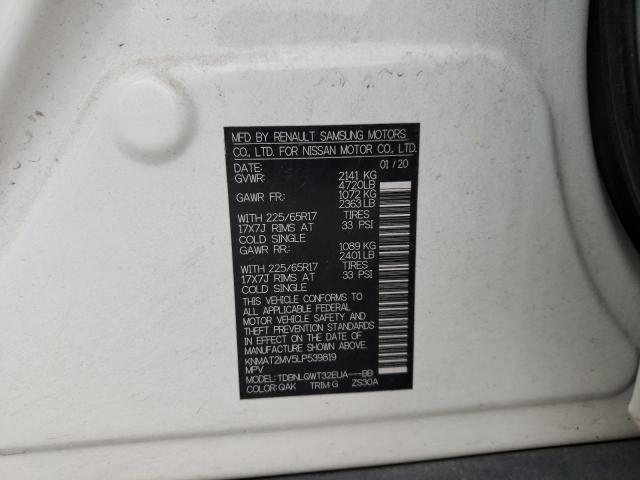 MFD BY RENAULT SAMSUNG MOTORS
CO., LTD. FOR NISSAN MOTOR CO., LTD.
DATE: 01/20
GVWR: 2141 KG
4720LB
GAWR FR: 1072 KG
2363 LB
WITH 225/65R17 TIRES
17X7J RIMS AT 33 PSI
COLD SINGLE
GAWR RR: 1089 KG
2401 LB
WITH 225/65R17 TIRES
17X7J RIMS AT 33 PSI
COLD SINGLE
THIS VEHICLE CONFORMS TO
ALL APPLICABLE FEDERAL
MOTOR VEHICLE SAFETY AND
THEFT PREVENTION STANDARDS
IN EFFECT ON THE DATE OF
MANUFACTURE.
KNMAT2MV5LP539819
MPV
MODEL: TDBNLQWT32EUA---BB
COLOR: QAK TRIM: G ZS30A